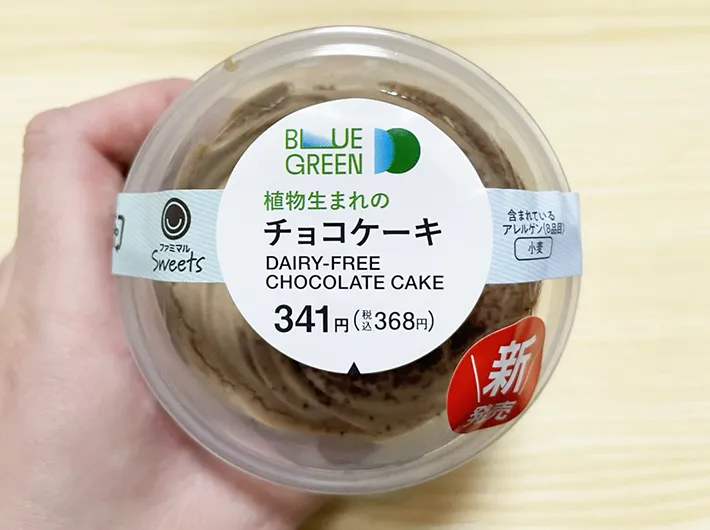 BLUE
GREEN
植物生まれの
チョコケーキ
DAIRY-FREE
CHOCOLATE CAKE
341円(税込368円)
ファミマル
Sweets
含まれている
アレルゲン(8品目)
小麦
新
発売